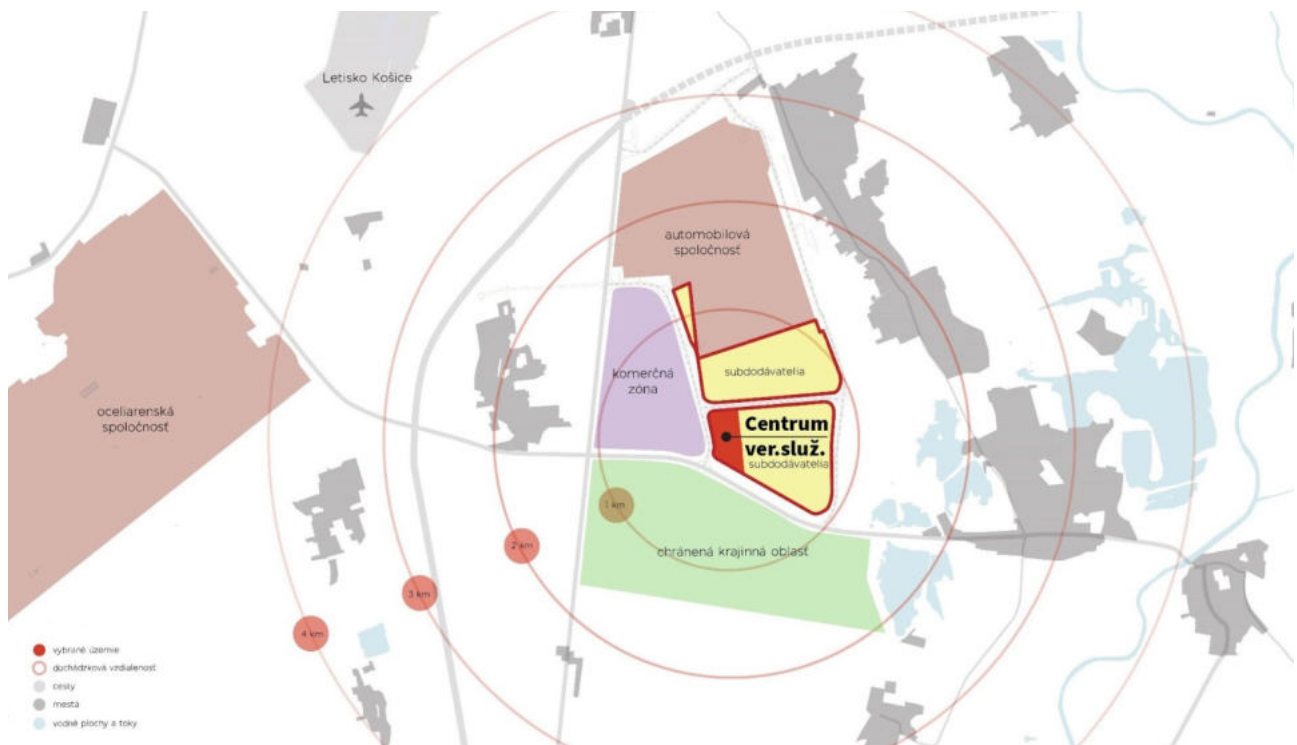 Letisko Košice
automobilová
spoločnosť
komerčná
zóna
subdodávatelia
oceliarenská
spoločnosť
Centrum
ver.služ.
subdodávatelia
1 km
chránená krajinná oblasť
2 km
3 km
4 km
vybrané územie
dochádzková vzdialenosť
cesty
mestá
vodné plochy a toky